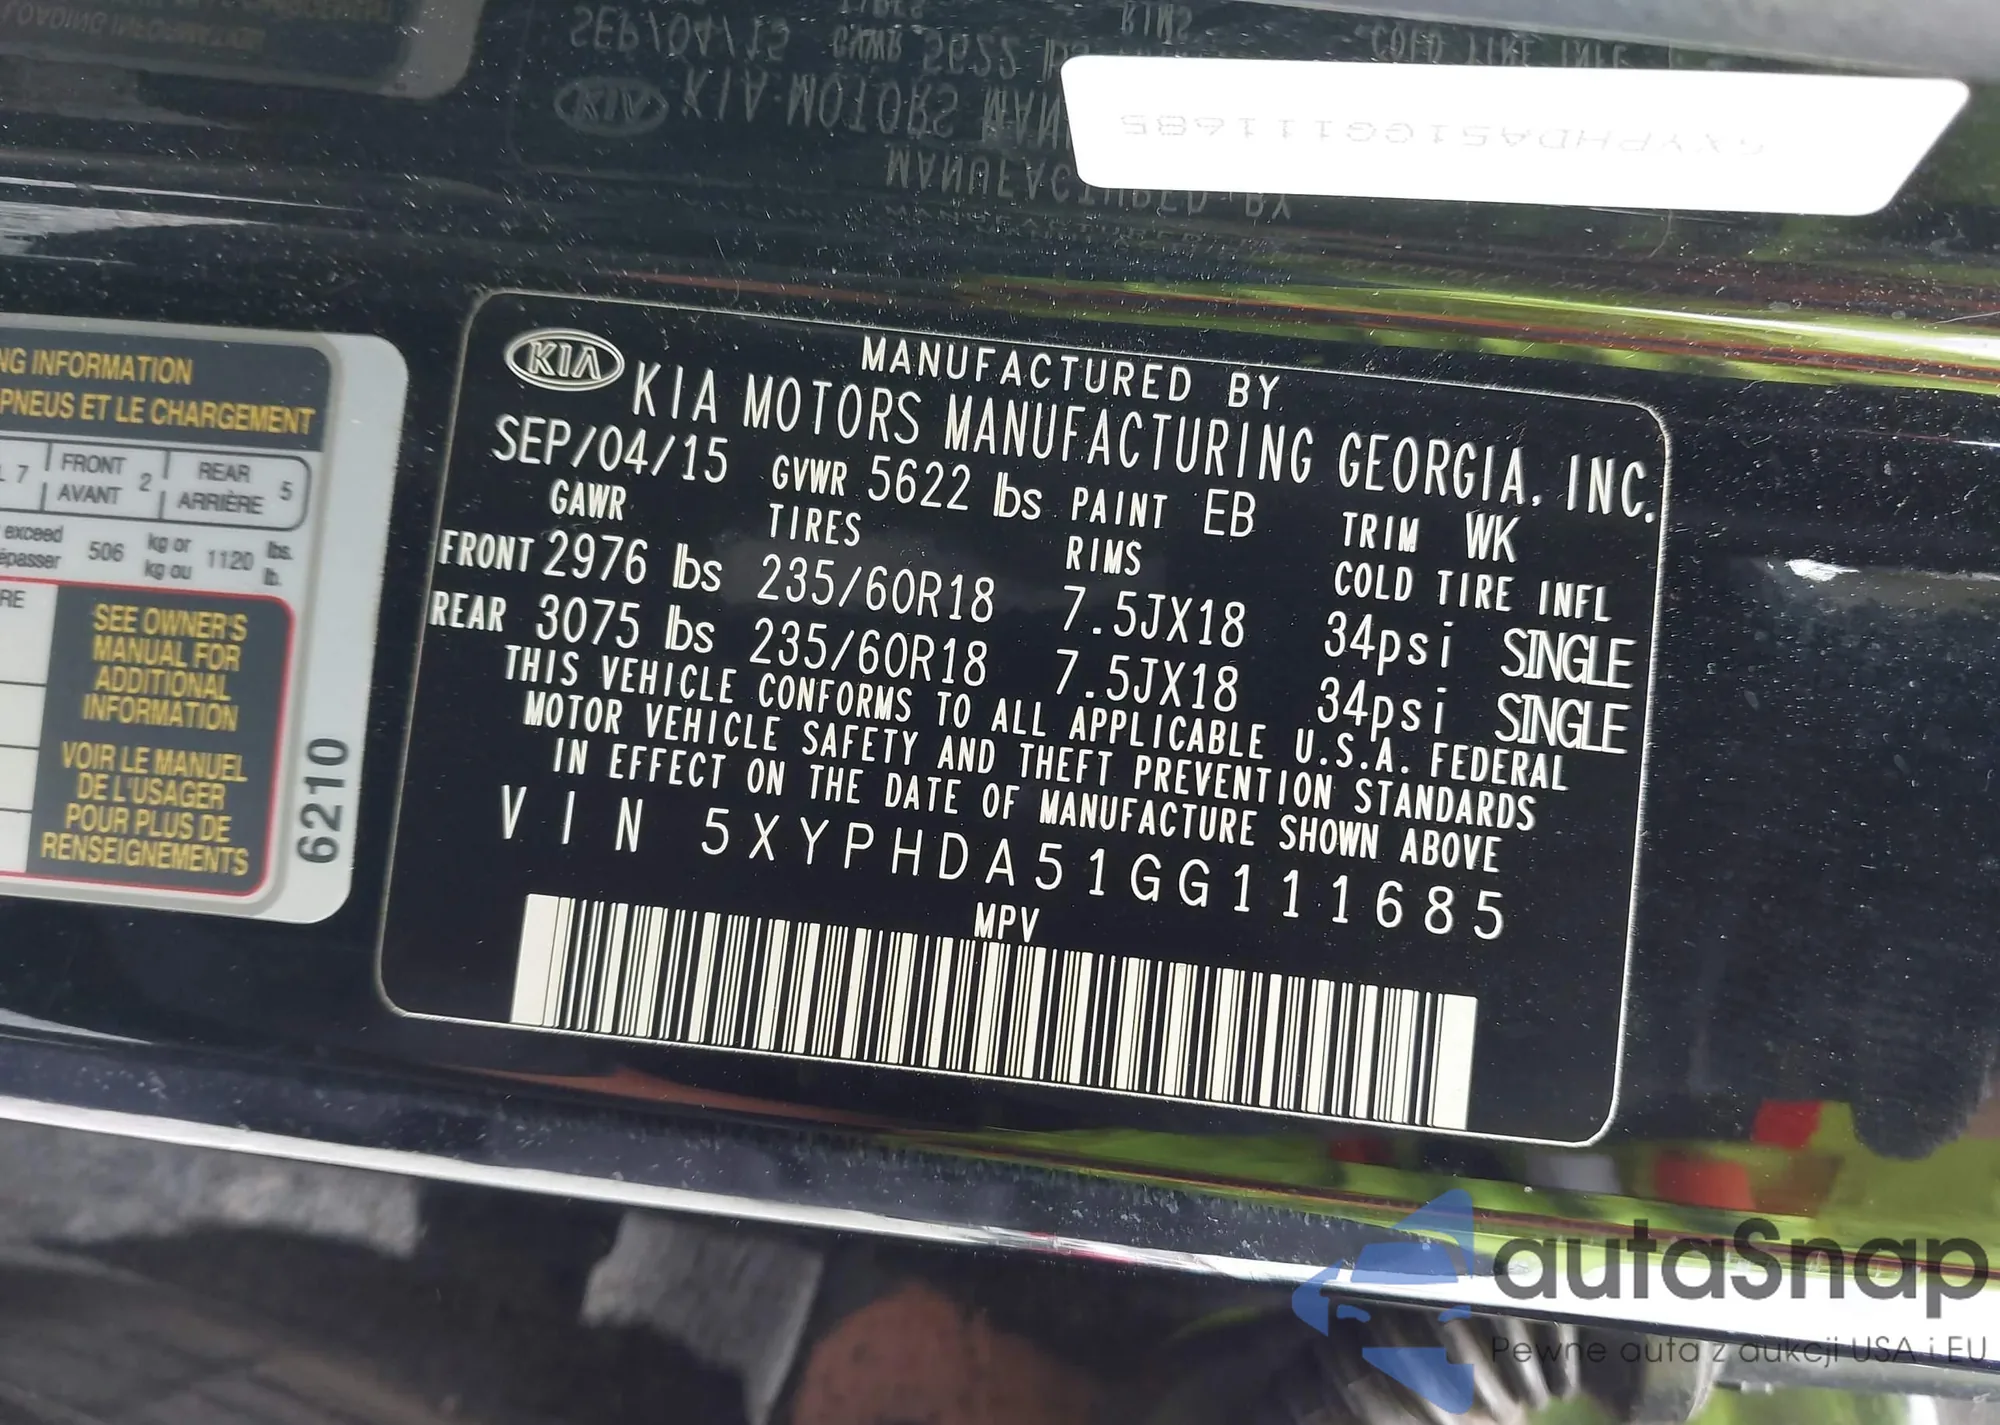 MANUFACTURED BY
KIA KIA MOTORS MANUFACTURING GEORGIA, INC.
SEP/04/15 GVWR 5622 lbs PAINT EB TRIM WK
GAWR TIRES RIMS COLD TIRE INFL
FRONT 2976 lbs 235/60R18 7.5JX18 34psi SINGLE
REAR 3075 lbs 235/60R18 7.5JX18 34psi SINGLE
THIS VEHICLE CONFORMS TO ALL APPLICABLE U.S.A. FEDERAL
MOTOR VEHICLE SAFETY AND THEFT PREVENTION STANDARDS
IN EFFECT ON THE DATE OF MANUFACTURE SHOWN ABOVE
VIN 5XYPHDA51GG111685
MPV
INFORMATION
PNEUS ET LE CHARGEMENT
7 FRONT 2 REAR 5
AVANT ARRIÈRE
exceed 506 kg or 1120 lbs.
kg ou lb.
SEE OWNER'S
MANUAL FOR
ADDITIONAL
INFORMATION
VOIR LE MANUEL
DE L'USAGER
POUR PLUS DE
RENSEIGNEMENTS
6210
autaSnap
Pewne auta z aukcji USA i EU